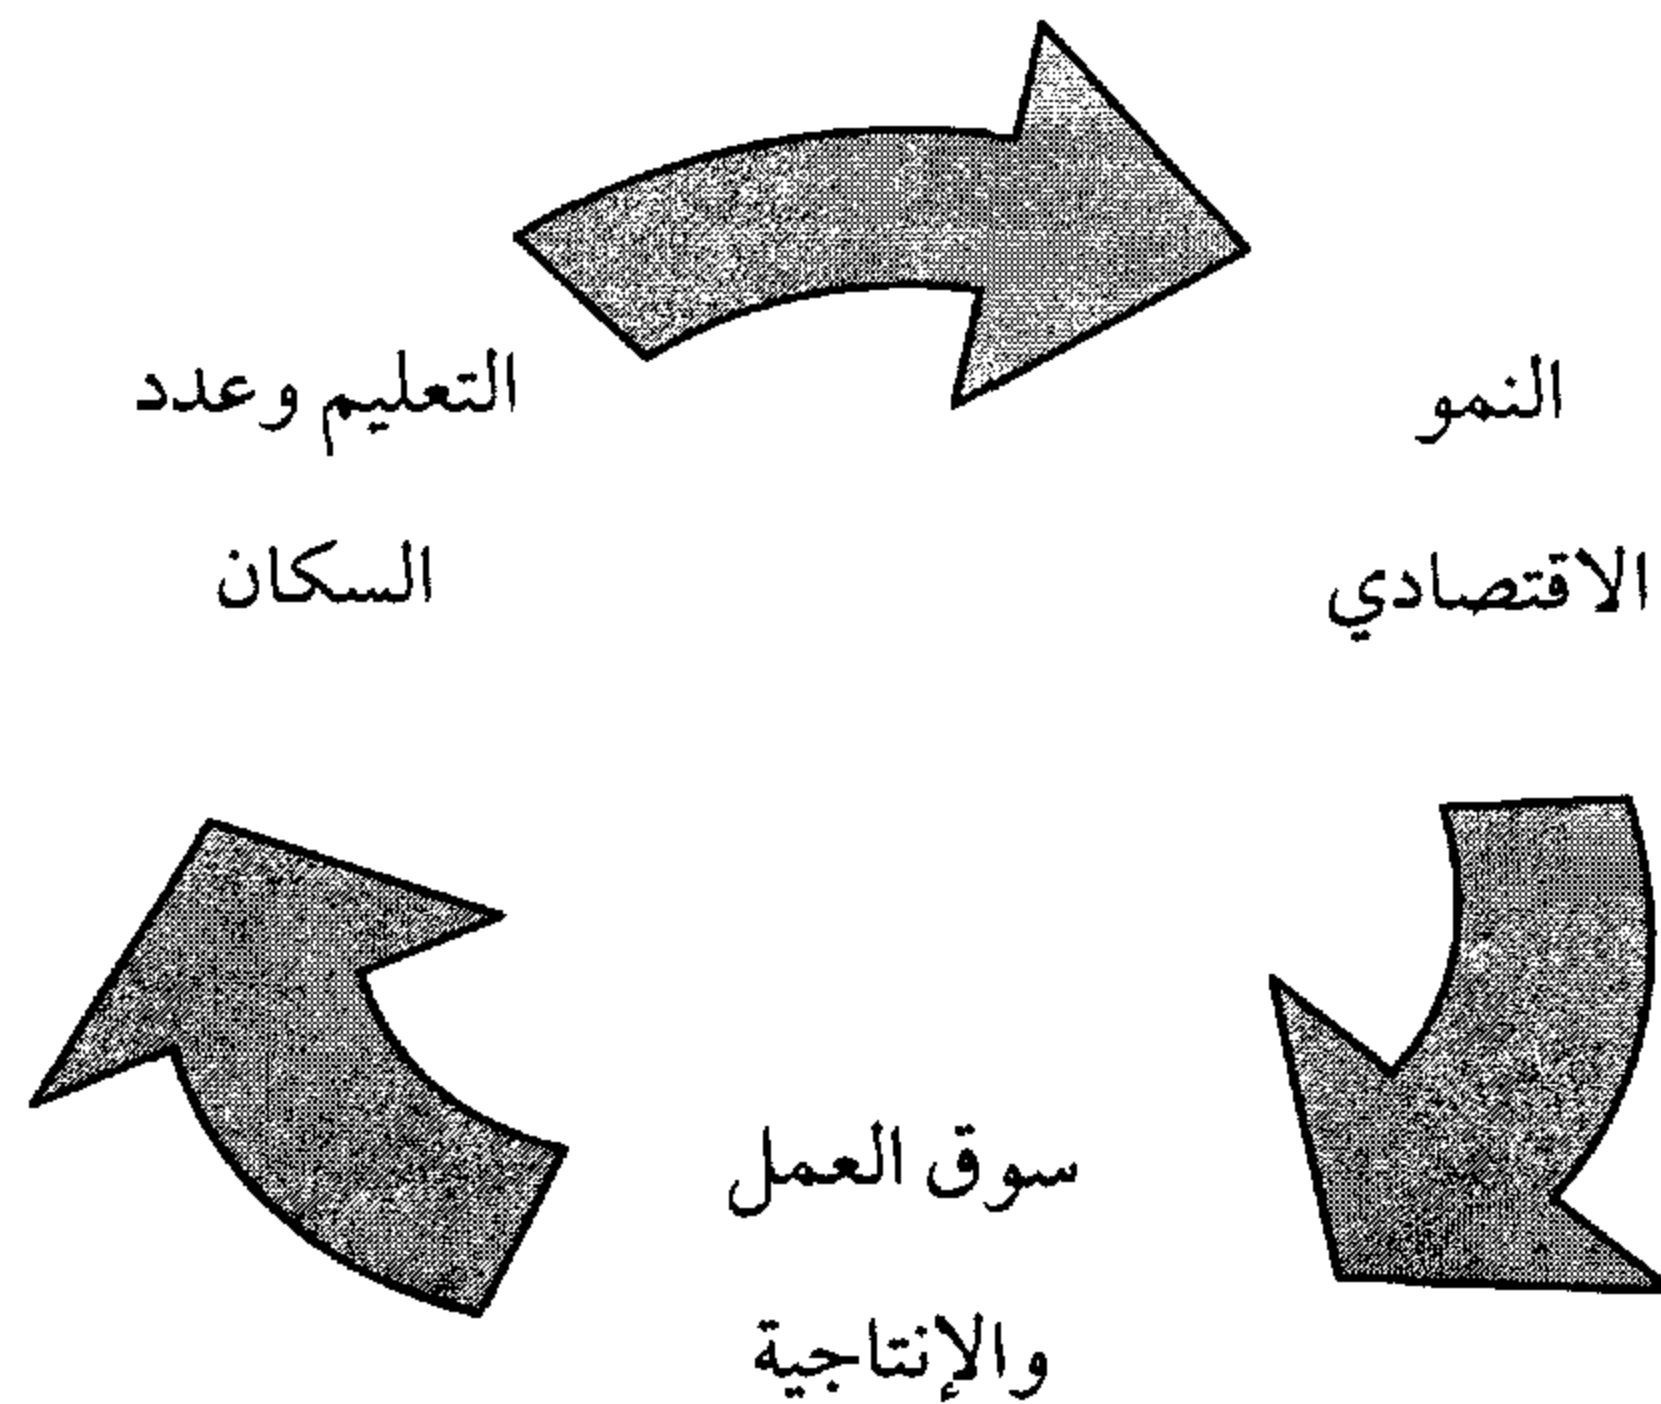 النمو
الاقتصادي
التعليم وعدد
السكان
سوق العمل
والإنتاجية